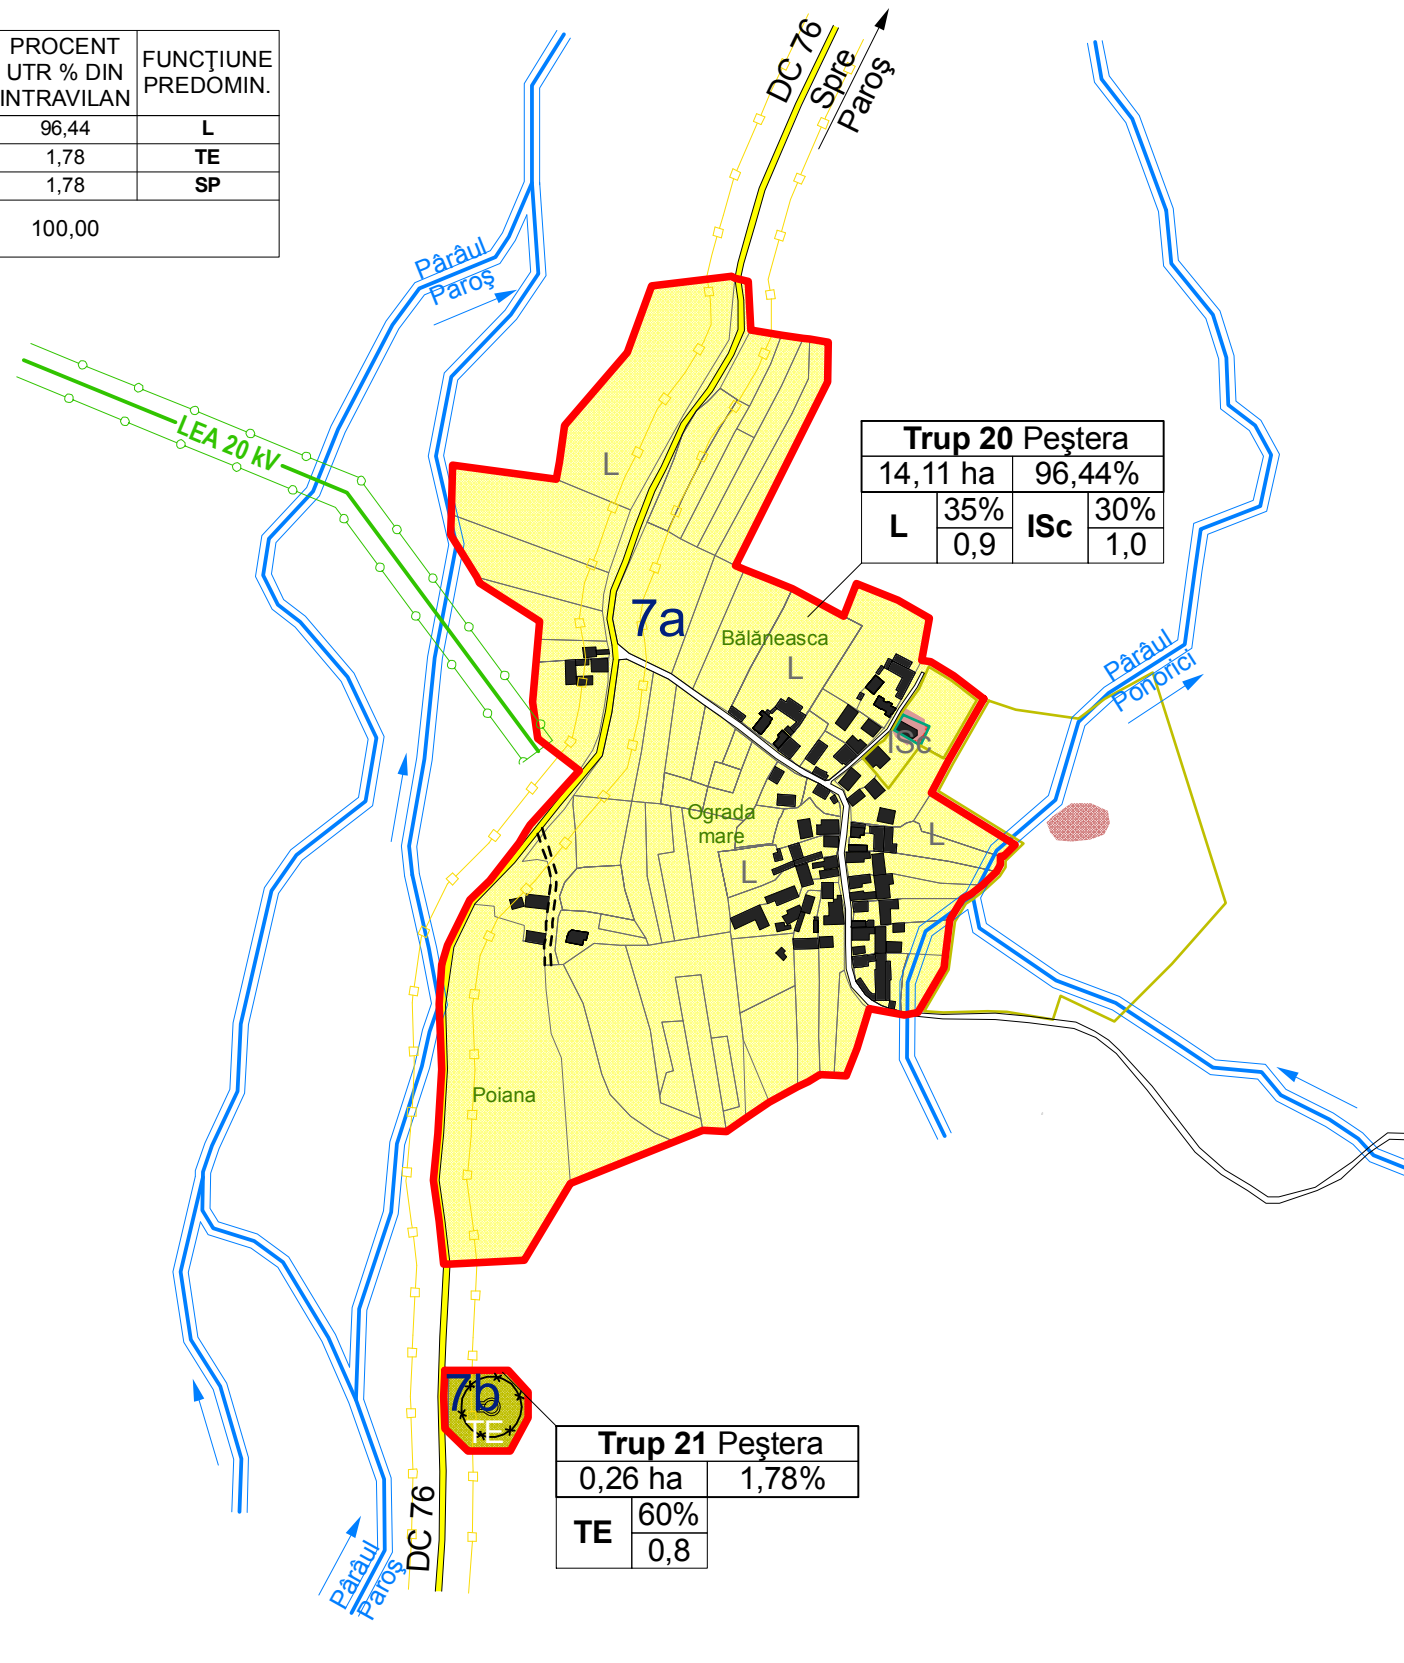 PROCENT
UTR % DIN
INTRAVILAN
FUNCŢIUNE
PREDOMIN.
96,44
L
1,78
TE
1,78
SP
100,00
DC 76
Spre
Paroş
Pârâul
Paroş
LEA 20 kV
L
Trup 20 Peştera
14,11 ha
96,44%
L
35%
0,9
ISc
30%
1,0
7a
Bălăneasca
L
Pârâul
Ponorici
ISc
Ograda
mare
L
L
Poiana
7b
TE
Trup 21 Peştera
0,26 ha
1,78%
TE
60%
0,8
DC 76
Pârâul
Paroş